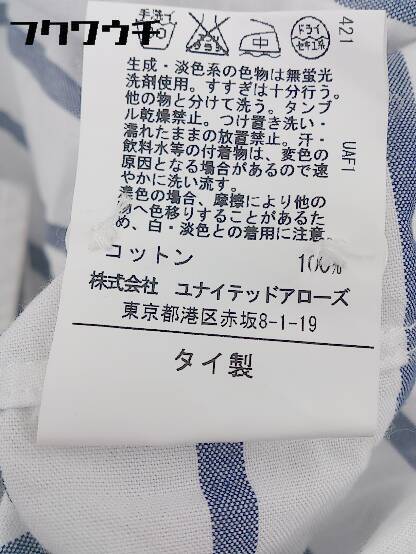 フクワウチ
手洗イ
ドライ
セキユ系
421
UAF1
生成・淡色系の色物は無蛍光
洗剤使用。すすぎは十分行う。
他の物と分けて洗う。タンブ
ル乾燥禁止。つけ置き洗い・
濡れたままの放置禁止。汗・
飲料水等の付着物は、変色の
原因となる場合があるので速
やかに洗い流す。
濃色の場合、摩擦により他の
物へ色移りすることがあるた
め、白・淡色との着用に注意。
コットン 100%
株式会社 ユナイテッドアローズ
東京都港区赤坂8-1-19
タイ製